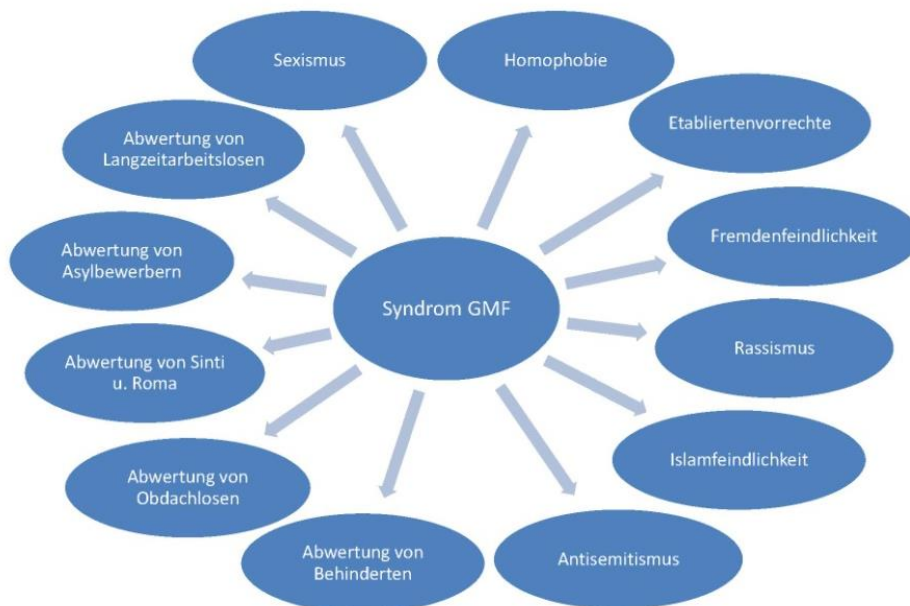 Sexismus
Homophobie
Etabliertenvorrechte
Abwertung von
Langzeitarbeitslosen
Fremdenfeindlichkeit
Abwertung von
Asylbewerbern
Syndrom GMF
Rassismus
Abwertung von Sinti
u. Roma
Islamfeindlichkeit
Abwertung von
Obdachlosen
Abwertung von
Behinderten
Antisemitismus